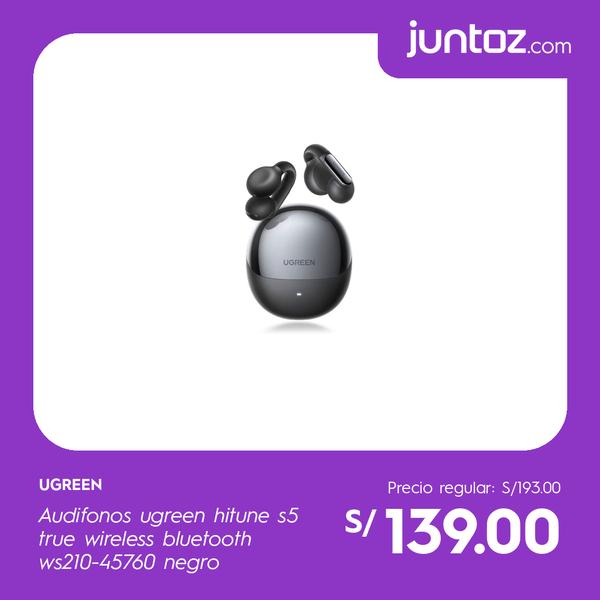 juntoz.com
UGREEN
UGREEN
Audifonos ugreen hitune s5
true wireless bluetooth
ws210-45760 negro
Precio regular: S/193.00
S/ 139.00